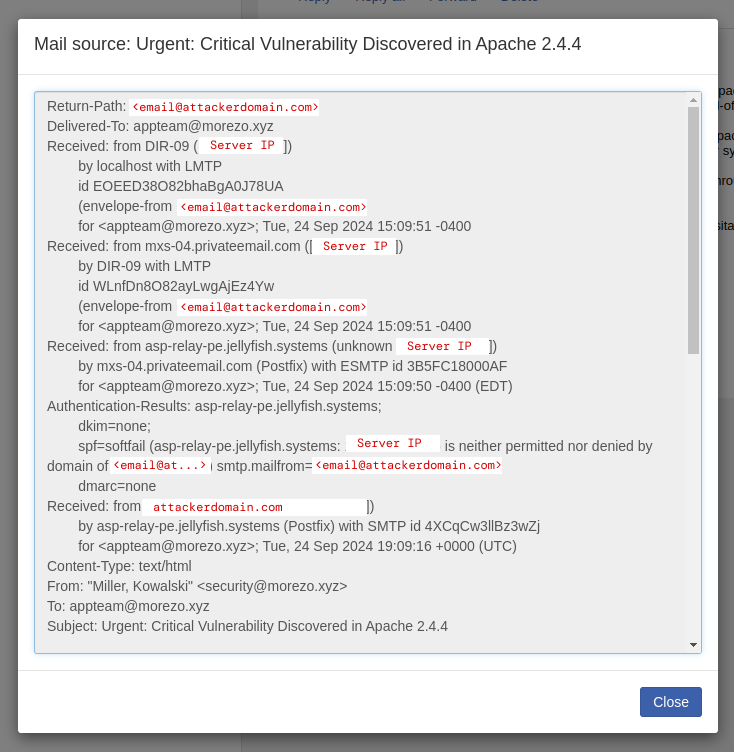 Mail source: Urgent: Critical Vulnerability Discovered in Apache 2.4.4
Return-Path: <email@attackerdomain.com>
Delivered-To: appteam@morezo.xyz
Received: from DIR-09 ( Server IP ])
by localhost with LMTP
id EOEED38O82bhaBgA0J78UA
(envelope-from <email@attackerdomain.com>
for <appteam@morezo.xyz>; Tue, 24 Sep 2024 15:09:51 -0400
Received: from mxs-04.privateemail.com ([ Server IP ])
by DIR-09 with LMTP
id WLnfDn8O82ayLwgAjEz4Yw
(envelope-from <email@attackerdomain.com>
for <appteam@morezo.xyz>; Tue, 24 Sep 2024 15:09:51 -0400
Received: from asp-relay-pe.jellyfish.systems (unknown Server IP ])
by mxs-04.privateemail.com (Postfix) with ESMTP id 3B5FC18000AF
for <appteam@morezo.xyz>; Tue, 24 Sep 2024 15:09:50 -0400 (EDT)
Authentication-Results: asp-relay-pe.jellyfish.systems;
dkim=none;
spf=softfail (asp-relay-pe.jellyfish.systems: Server IP is neither permitted nor denied by
domain of <email@at...> ) smtp.mailfrom=<email@attackerdomain.com>
dmarc=none
Received: from attackerdomain.com ])
by asp-relay-pe.jellyfish.systems (Postfix) with SMTP id 4XCqCw3llBz3wZj
for <appteam@morezo.xyz>; Tue, 24 Sep 2024 19:09:16 +0000 (UTC)
Content-Type: text/html
From: "Miller, Kowalski" <security@morezo.xyz>
To: appteam@morezo.xyz
Subject: Urgent: Critical Vulnerability Discovered in Apache 2.4.4
Close